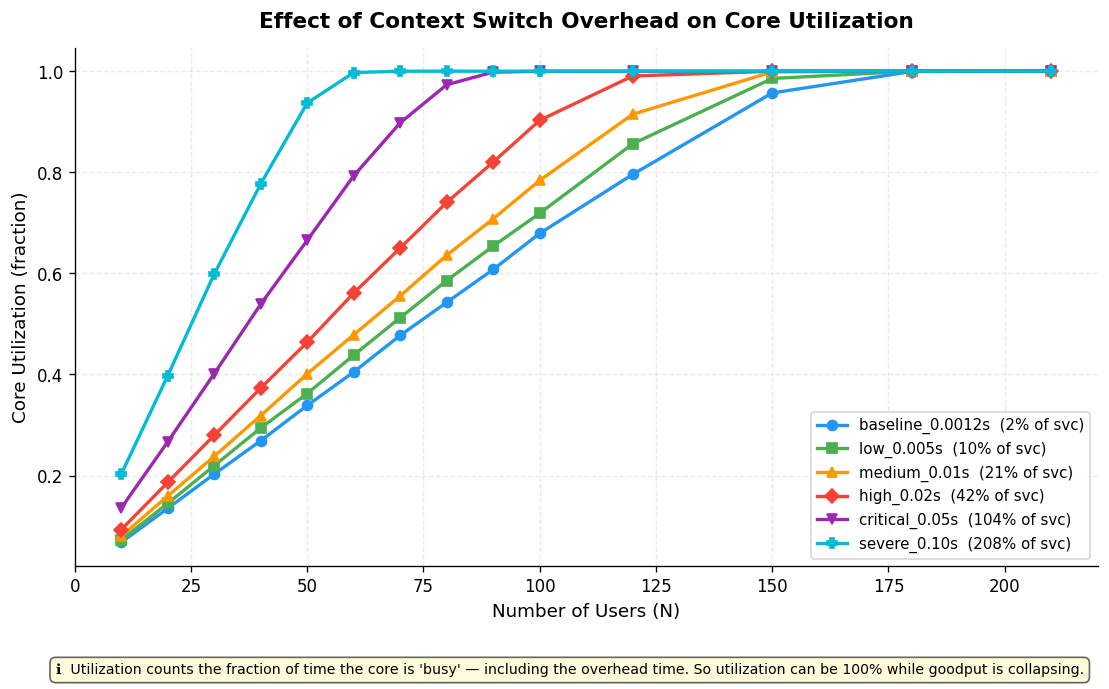 Effect of Context Switch Overhead on Core Utilization
Core Utilization (fraction)
1.0
0.8
0.6
0.4
0.2
0 25 50 75 100 125 150 175 200
Number of Users (N)
baseline_0.0012s (2% of svc)
low_0.005s (10% of svc)
medium_0.01s (21% of svc)
high_0.02s (42% of svc)
critical_0.05s (104% of svc)
severe_0.10s (208% of svc)
ℹ Utilization counts the fraction of time the core is 'busy' — including the overhead time. So utilization can be 100% while goodput is collapsing.